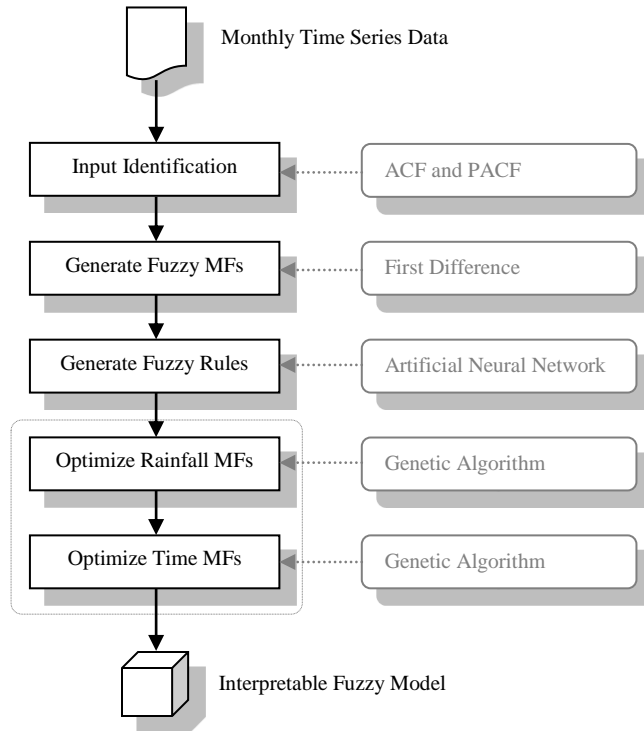 Monthly Time Series Data
Input Identification
ACF and PACF
Generate Fuzzy MFs
First Difference
Generate Fuzzy Rules
Artificial Neural Network
Optimize Rainfall MFs
Genetic Algorithm
Optimize Time MFs
Genetic Algorithm
Interpretable Fuzzy Model